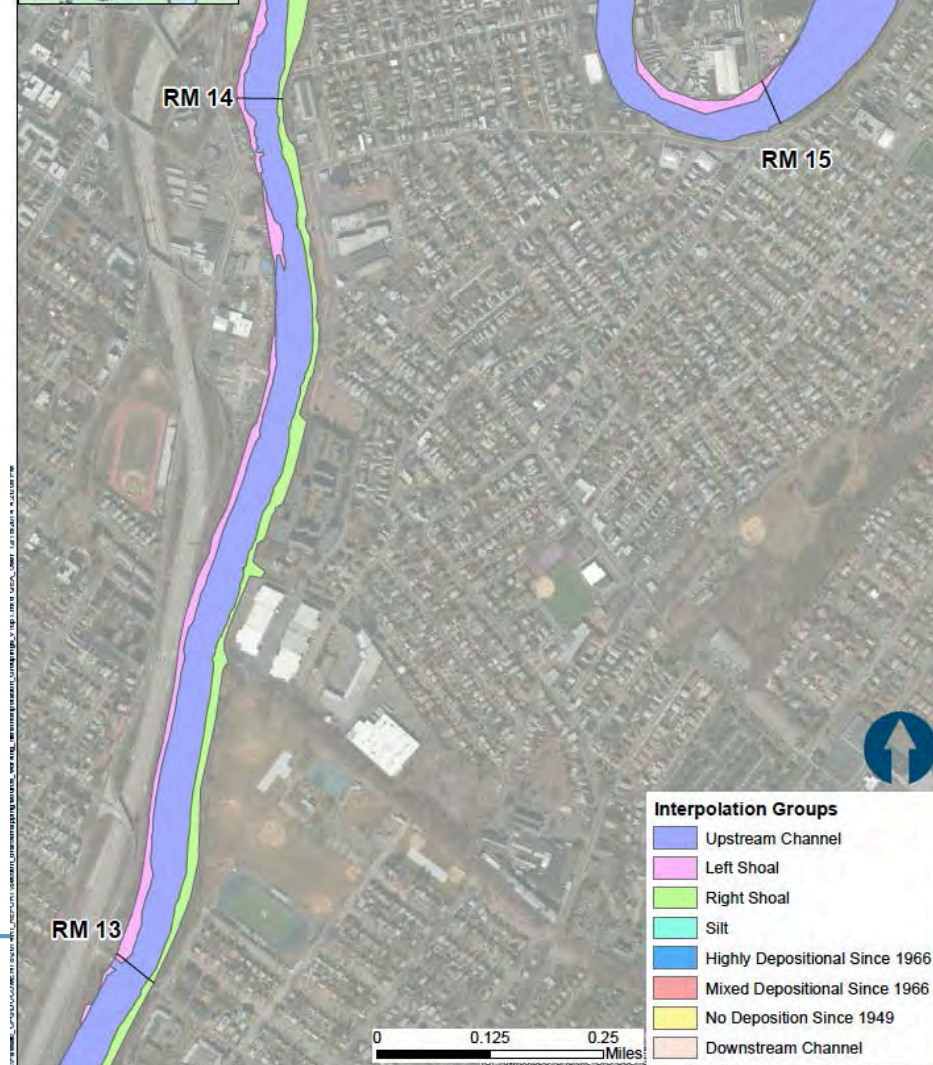 RM 14
RM 15
RM 13
Interpolation Groups
Upstream Channel
Left Shoal
Right Shoal
Silt
Highly Depositional Since 1966
Mixed Depositional Since 1966
No Deposition Since 1949
Downstream Channel
0 0.125 0.25
Miles